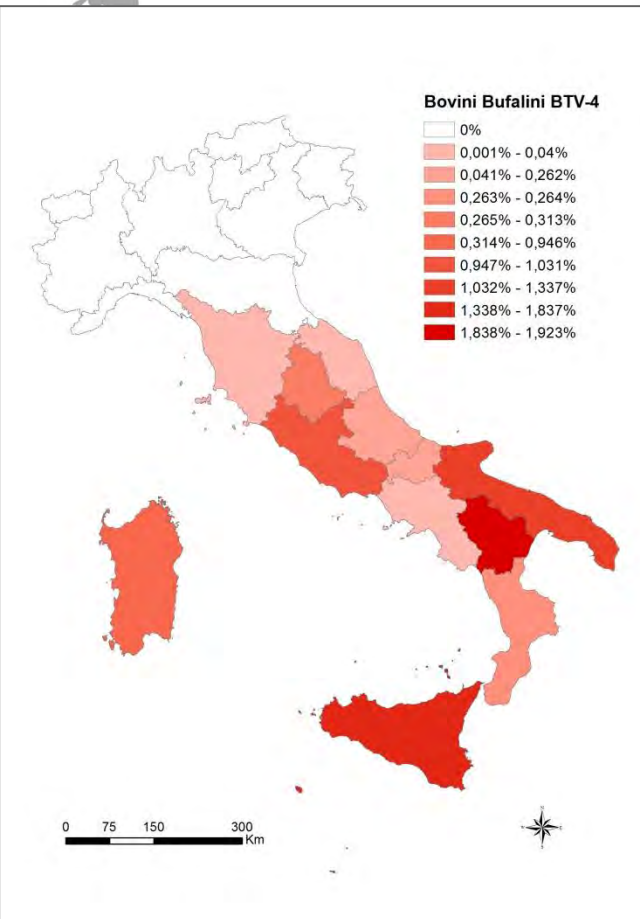 Bovini Bufalini BTV-4
0%
0,001% - 0,04%
0,041% - 0,262%
0,263% - 0,264%
0,265% - 0,313%
0,314% - 0,946%
0,947% - 1,031%
1,032% - 1,337%
1,338% - 1,837%
1,838% - 1,923%
0 75 150 300
Km